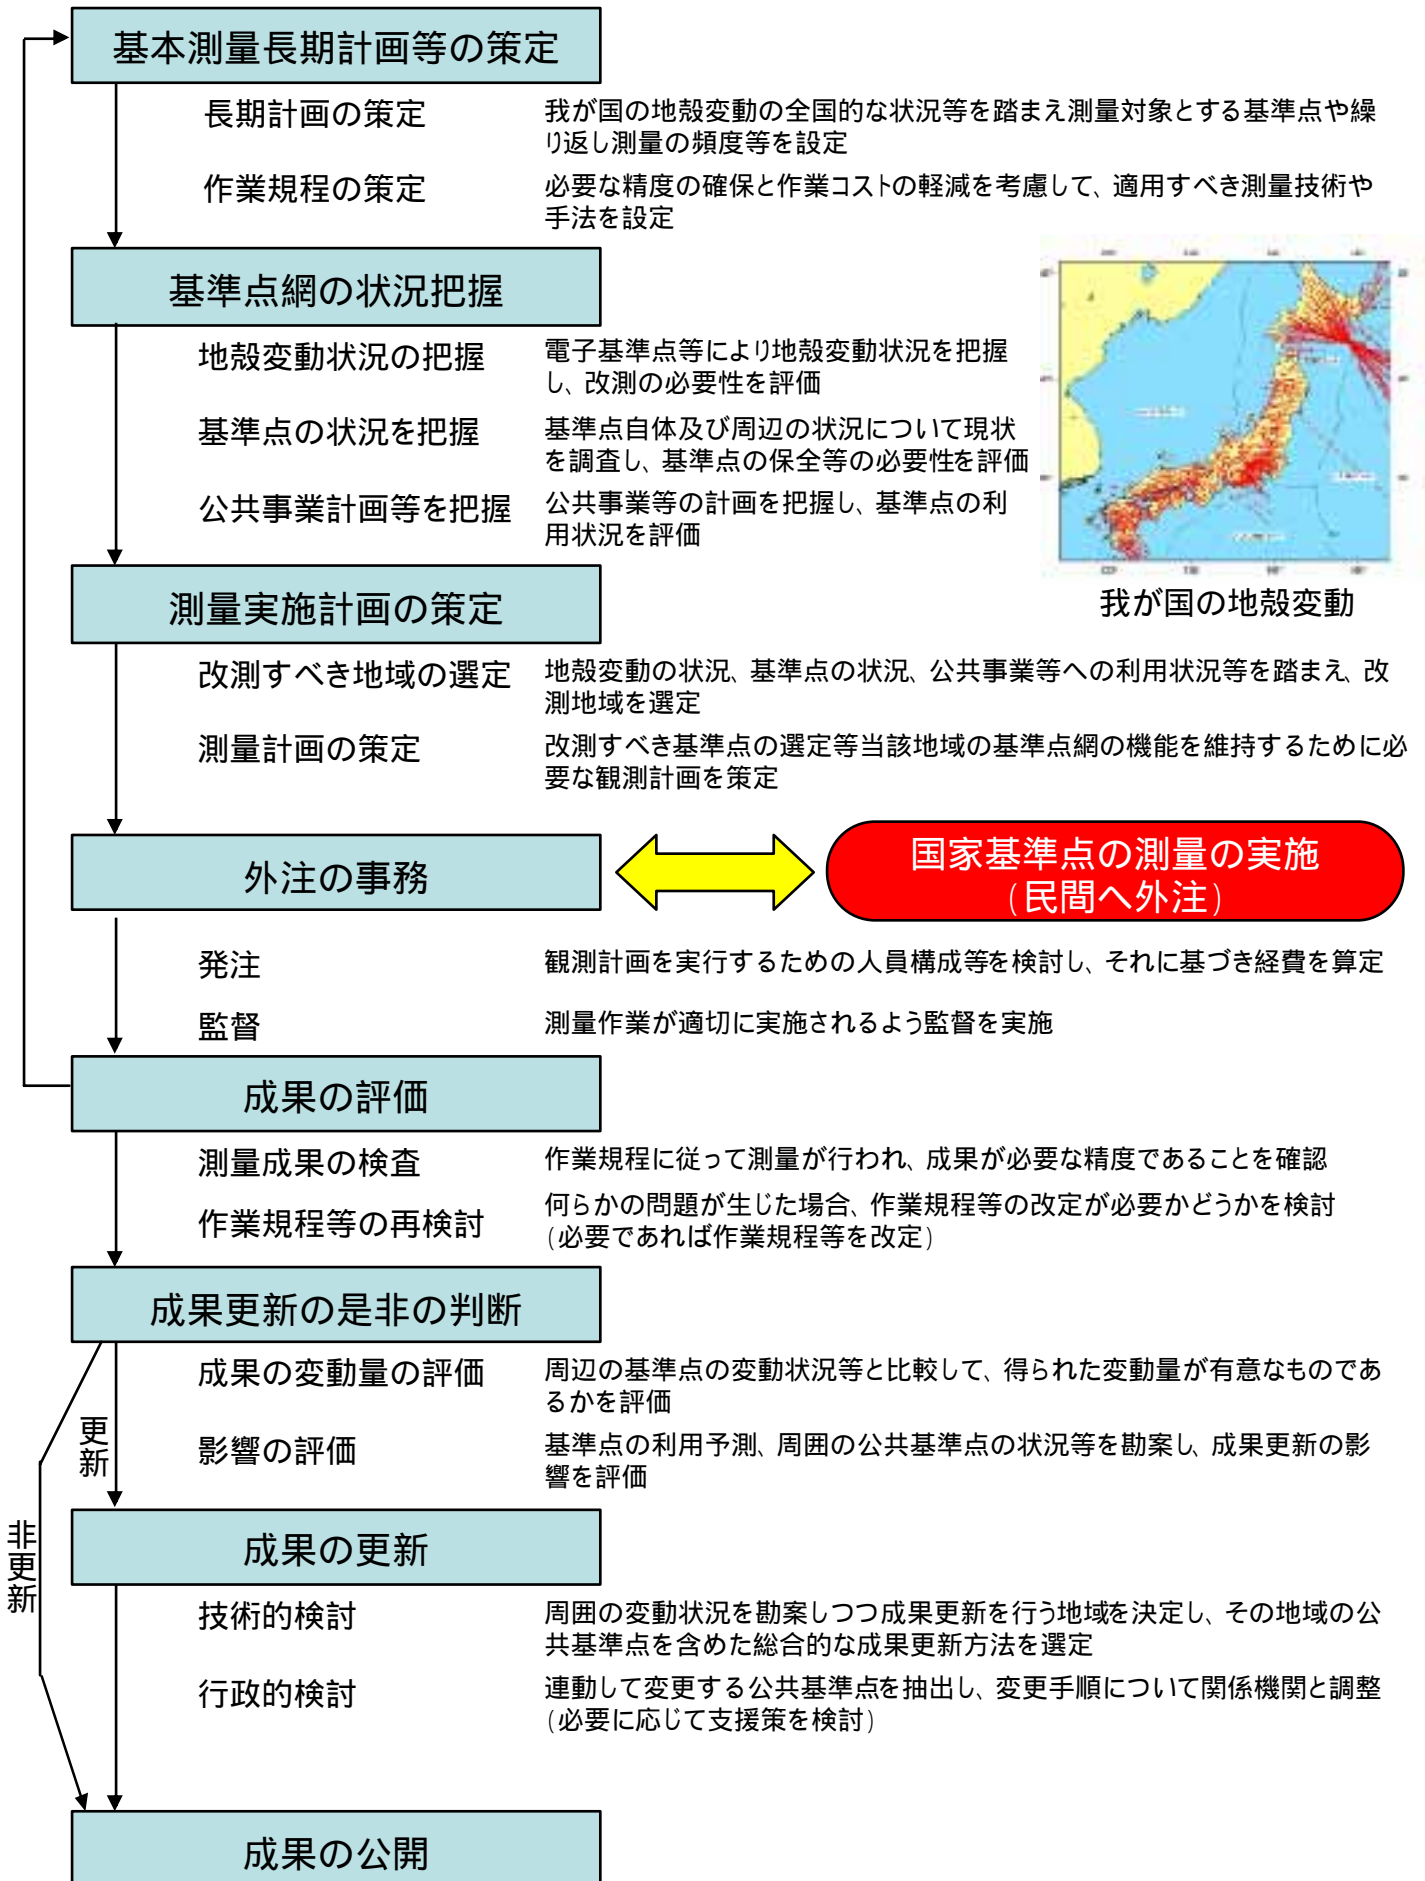 基本測量長期計画等の策定
長期計画の策定
我が国の地殻変動の全国的な状況等を踏まえ測量対象とする基準点や繰
り返し測量の頻度等を設定
作業規程の策定
必要な精度の確保と作業コストの軽減を考慮して、適用すべき測量技術や
手法を設定
基準点網の状況把握
地殻変動状況の把握
電子基準点等により地殻変動状況を把握
し、改測の必要性を評価
基準点の状況を把握
基準点自体及び周辺の状況について現状
を調査し、基準点の保全等の必要性を評価
公共事業計画等を把握
公共事業等の計画を把握し、基準点の利
用状況を評価
我が国の地殻変動
測量実施計画の策定
改測すべき地域の選定
地殻変動の状況、基準点の状況、公共事業等への利用状況等を踏まえ、改
測地域を選定
測量計画の策定
改測すべき基準点の選定等当該地域の基準点網の機能を維持するために必
要な観測計画を策定
外注の事務
国家基準点の測量の実施
(民間へ外注)
発注
観測計画を実行するための人員構成等を検討し、それに基づき経費を算定
監督
測量作業が適切に実施されるよう監督を実施
成果の評価
測量成果の検査
作業規程に従って測量が行われ、成果が必要な精度であることを確認
作業規程等の再検討
何らかの問題が生じた場合、作業規程等の改定が必要かどうかを検討
(必要であれば作業規程等を改定)
成果更新の是非の判断
成果の変動量の評価
周辺の基準点の変動状況等と比較して、得られた変動量が有意なものであ
るかを評価
影響の評価
基準点の利用予測、周囲の公共基準点の状況等を勘案し、成果更新の影
響を評価
更新
非更新
成果の更新
技術的検討
周囲の変動状況を勘案しつつ成果更新を行う地域を決定し、その地域の公
共基準点を含めた総合的な成果更新方法を選定
行政的検討
連動して変更する公共基準点を抽出し、変更手順について関係機関と調整
(必要に応じて支援策を検討)
成果の公開